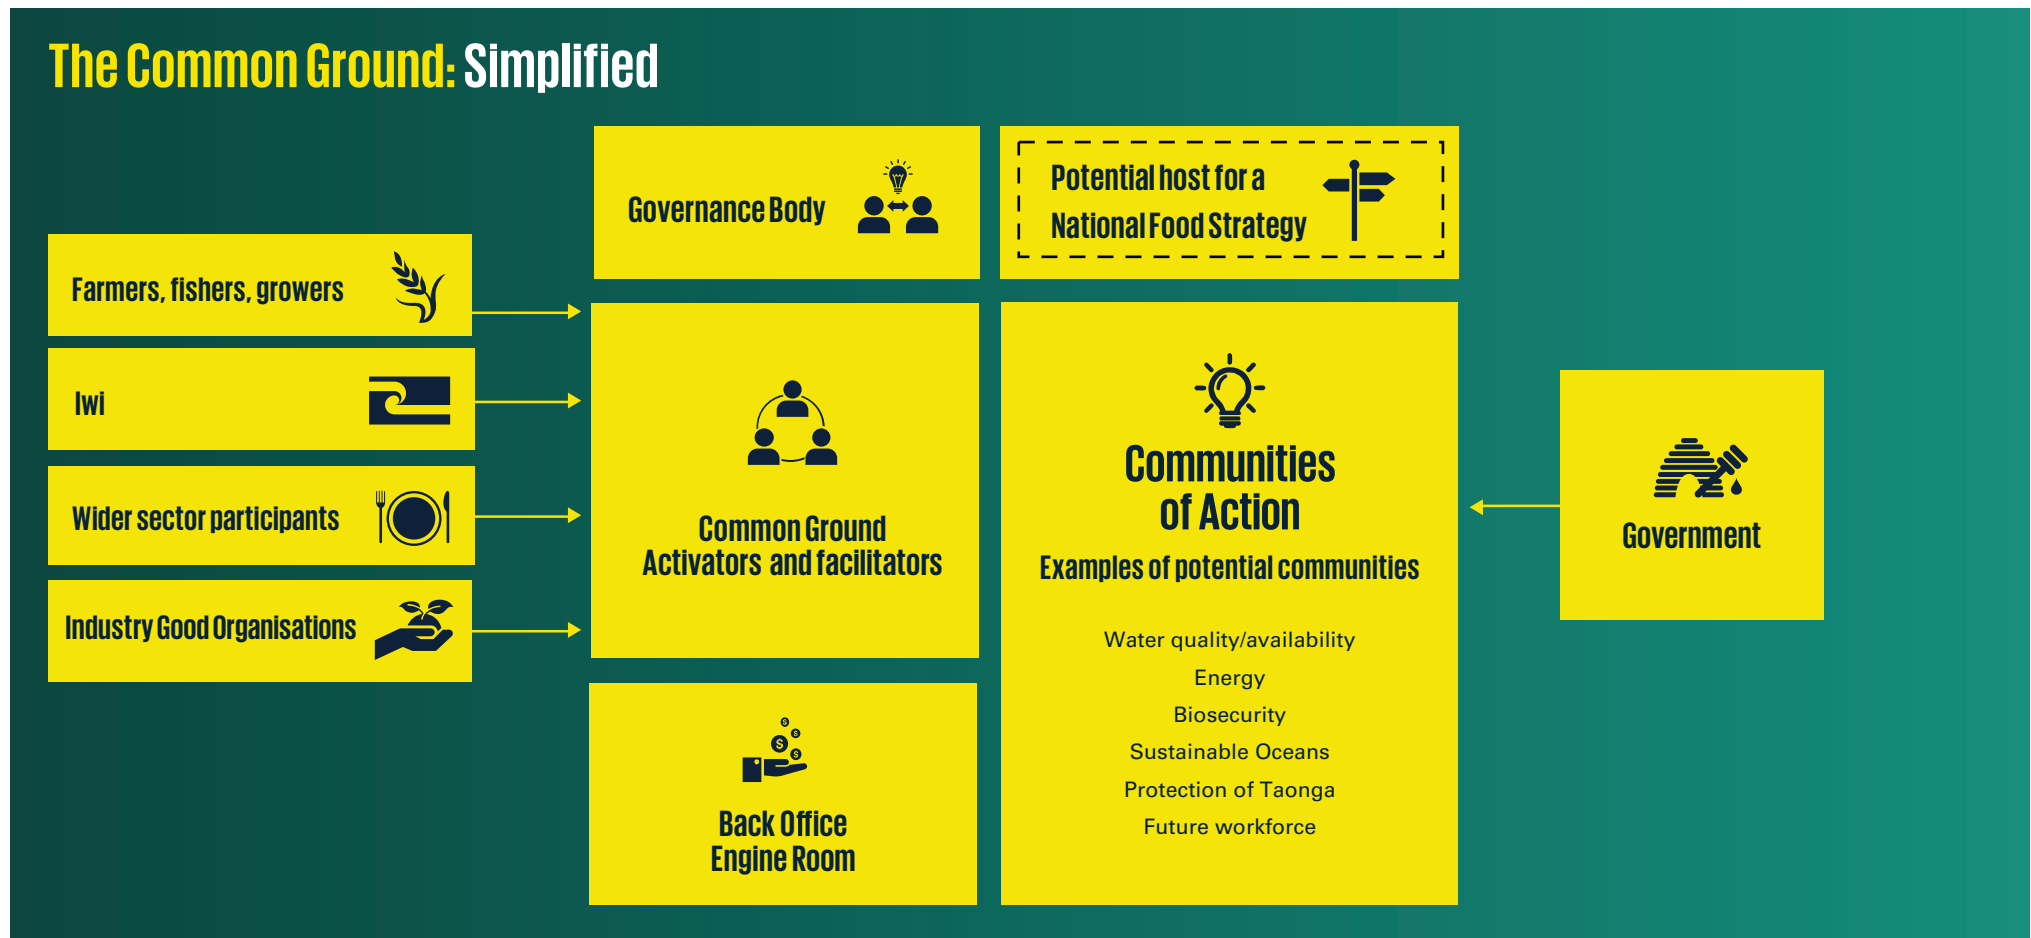 The Common Ground: Simplified
Governance Body
Potential host for a
National Food Strategy
Farmers, fishers, growers
Iwi
Wider sector participants
Industry Good Organisations
Common Ground
Activators and facilitators
Back Office
Engine Room
Communities
of Action
Examples of potential communities
Water quality/availability
Energy
Biosecurity
Sustainable Oceans
Protection of Taonga
Future workforce
Government